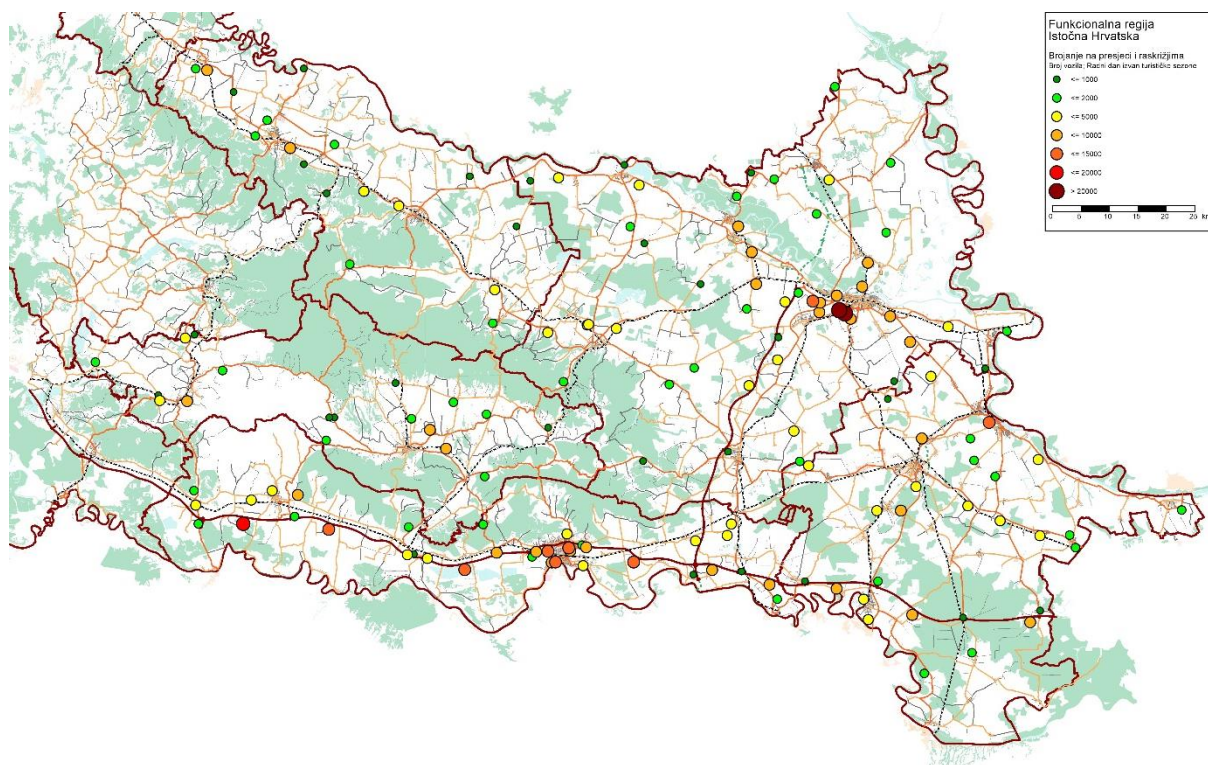 Funkcionalna regija
Istočna Hrvatska
Brojanje na presjeci i raskrižjima
Broj vozila; Radni dan izvan turističke sezone
<= 1000
<= 2000
<= 5000
<= 10000
<= 15000
<= 20000
> 20000
0 5 10 15 20 25 km